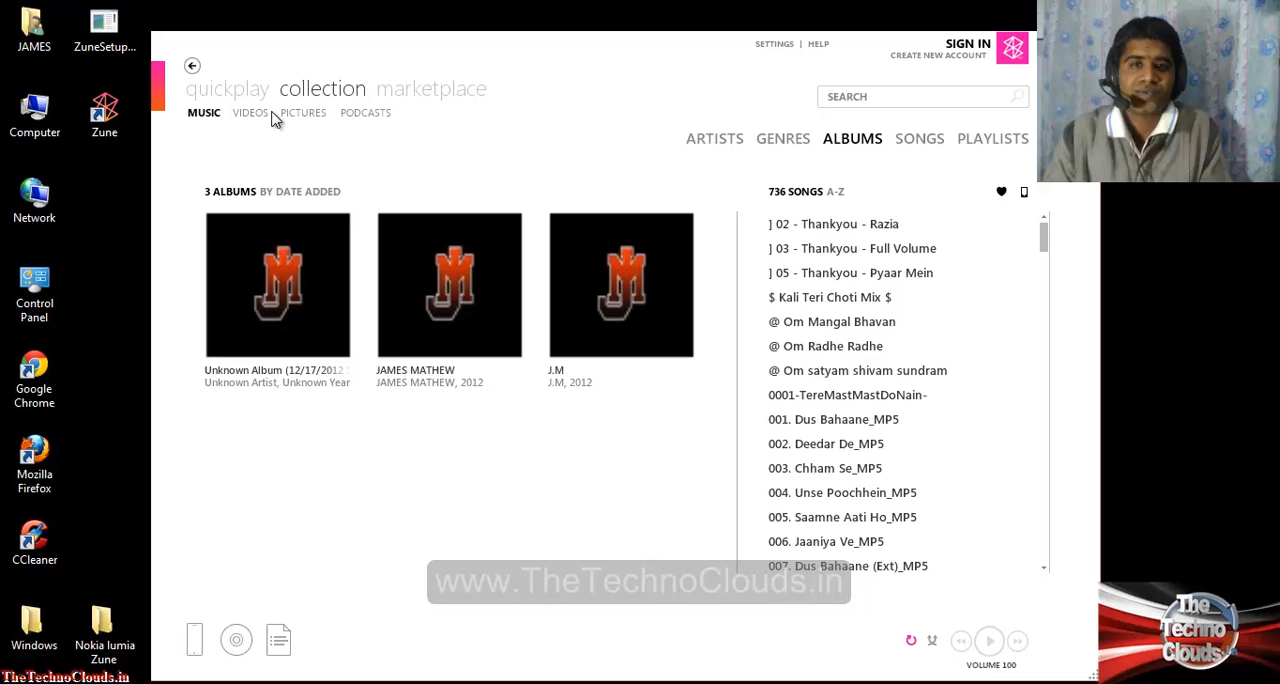 JAMES
ZuneSetup...
Computer
Zune
Network
Control
Panel
Google
Chrome
Mozilla
Firefox
CCleaner
Windows
Nokia lumia
Zune
TheTechnoClouds.in
SETTINGS | HELP
SIGN IN
CREATE NEW ACCOUNT
quickplay collection marketplace
MUSIC VIDEOS PICTURES PODCASTS
SEARCH
ARTISTS GENRES ALBUMS SONGS PLAYLISTS
3 ALBUMS BY DATE ADDED
JM
JM
JM
Unknown Album (12/17/2012
Unknown Artist, Unknown Year
JAMES MATHEW
JAMES MATHEW, 2012
J.M
J.M, 2012
736 SONGS A-Z
] 02 - Thankyou - Razia
] 03 - Thankyou - Full Volume
] 05 - Thankyou - Pyaar Mein
$ Kali Teri Choti Mix $
@ Om Mangal Bhavan
@ Om Radhe Radhe
@ Om satyam shivam sundram
0001-TereMastMastDoNain-
001. Dus Bahaane_MP5
002. Deedar De_MP5
003. Chham Se_MP5
004. Unse Poochhein_MP5
005. Saamne Aati Ho_MP5
006. Jaaniya Ve_MP5
007. Dus Bahaane (Ext)_MP5
www.TheTechnoClouds.in
VOLUME 100
The
Techno
Clouds.in